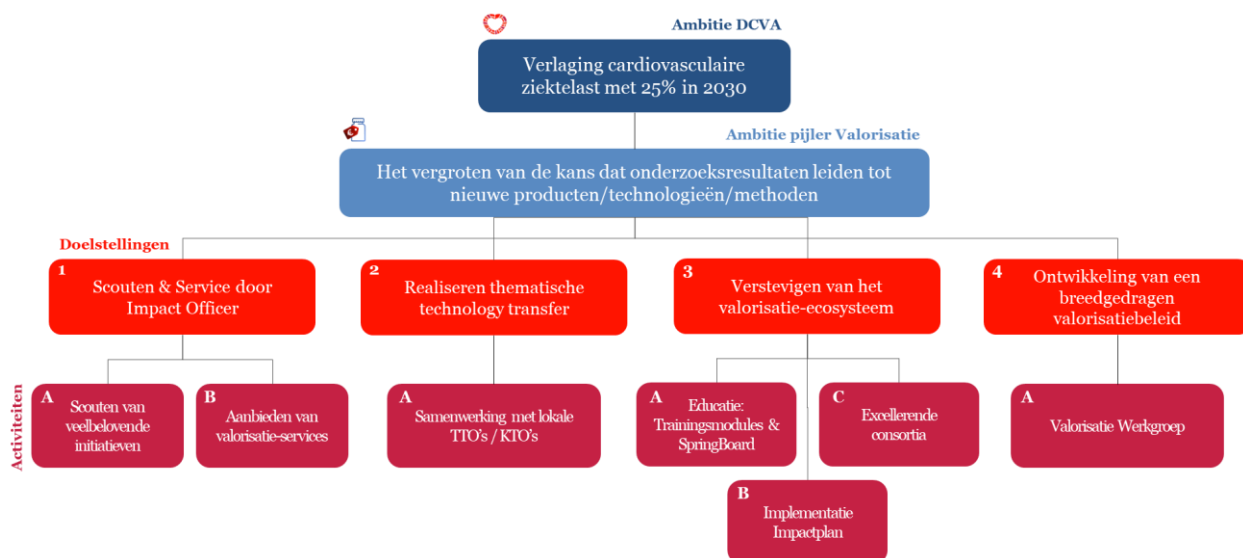 Ambitie DCVA
Verlaging cardiovasculaire
ziektelast met 25% in 2030
Ambitie pijler Valorisatie
Het vergroten van de kans dat onderzoeksresultaten leiden tot
nieuwe producten/technologieën/methoden
Doelstellingen
1
Scouten & Service door
Impact Officer
2
Realiseren thematische
technology transfer
3
Verstevigen van het
valorisatie-ecosysteem
4
Ontwikkeling van een
breedgedragen
valorisatiebeleid
Activiteiten
A
Scouten van
veelbelovende
initiatieven
B
Aanbieden van
valorisatie-services
A
Samenwerking met lokale
TTO's / KTO's
A
Educatie:
Trainingsmodules &
SpringBoard
C
Excellerende
consortia
A
Valorisatie Werkgroep
B
Implementatie
Impactplan